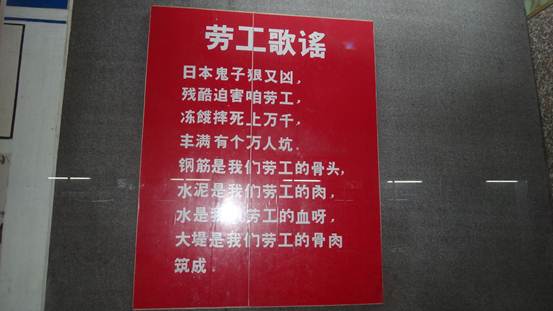 劳工歌谣
日本鬼子狠又凶，
残酷迫害咱劳工，
冻餓摔死上万千，
丰满有个万人坑．
钢筋是我们劳工的骨头，
水泥是我们劳工的肉，
水是我们劳工的血呀，
大堤是我们劳工的骨肉
筑成．